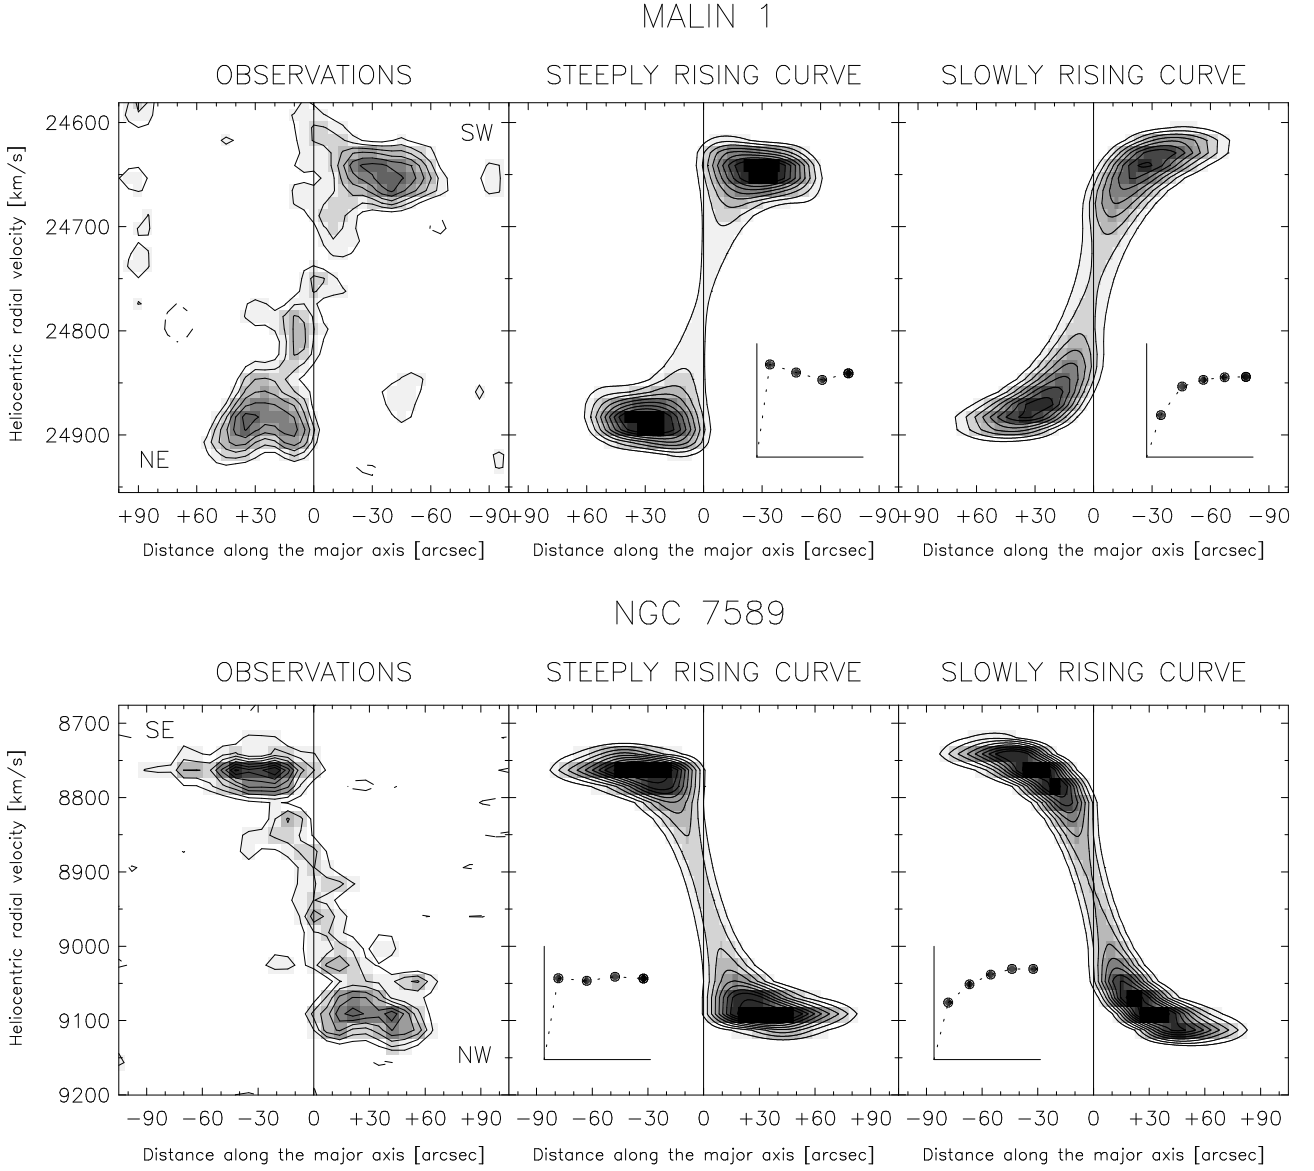 MALIN 1
OBSERVATIONS STEEPLY RISING CURVE SLOWLY RISING CURVE
Heliocentric radial velocity [km/s]
24600
24700
24800
24900
SW
NE
+90 +60 +30 0 −30 −60 −90 +90 +60 +30 0 −30 −60 −90 +90 +60 +30 0 −30 −60 −90
Distance along the major axis [arcsec] Distance along the major axis [arcsec] Distance along the major axis [arcsec]
NGC 7589
OBSERVATIONS STEEPLY RISING CURVE SLOWLY RISING CURVE
Heliocentric radial velocity [km/s]
8700
8800
8900
9000
9100
9200
SE
NW
−90 −60 −30 0 +30 +60 +90 −90 −60 −30 0 +30 +60 +90 −90 −60 −30 0 +30 +60 +90
Distance along the major axis [arcsec] Distance along the major axis [arcsec] Distance along the major axis [arcsec]